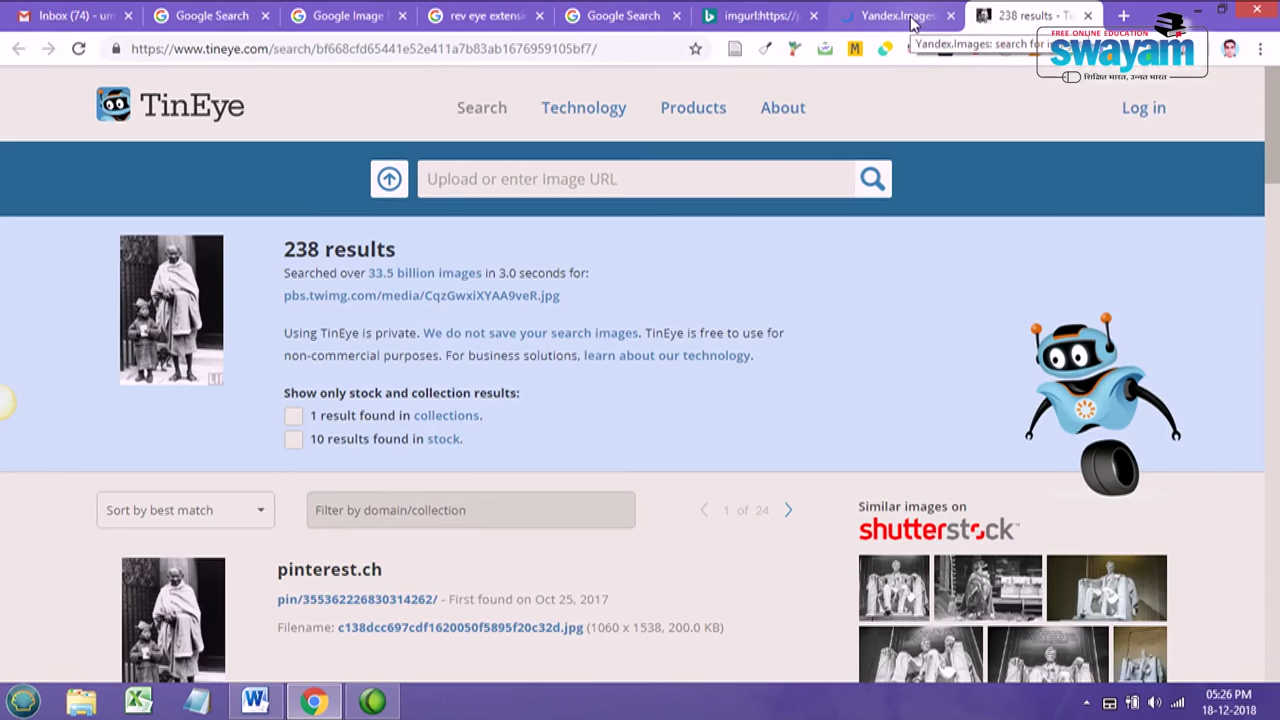 Inbox (74) - um
Google Search
Google Image
rev eye extensi
Google Search
imgurl:https://p
Yandex.Images
238 results - Ti
https://www.tineye.com/search/bf668cfd65441e52e411a7b83a6959789105bf7/
Yandex.Images: search for i
FREE ONLINE EDUCATION
swayam
शिक्षित भारत, उन्नत भारत
TinEye
Search
Technology
Products
About
Log in
Upload or enter Image URL
238 results
Searched over 33.5 billion images in 3.0 seconds for:
pbs.twimg.com/media/CqzGwxiXYAA9veR.jpg
Using TinEye is private. We do not save your search images. TinEye is free to use for
non-commercial purposes. For business solutions, learn about our technology.
Show only stock and collection results:
1 result found in collections.
10 results found in stock.
Sort by best match
Filter by domain/collection
1 of 24
Similar images on
shutterstock
pinterest.ch
pin/355362226830314262/ - First found on Oct 25, 2017
Filename: c138dcc697cdf1620050f5895f20c32d.jpg (1060 x 1538, 200.0 KB)
LIF
05:26 PM
18-12-2018